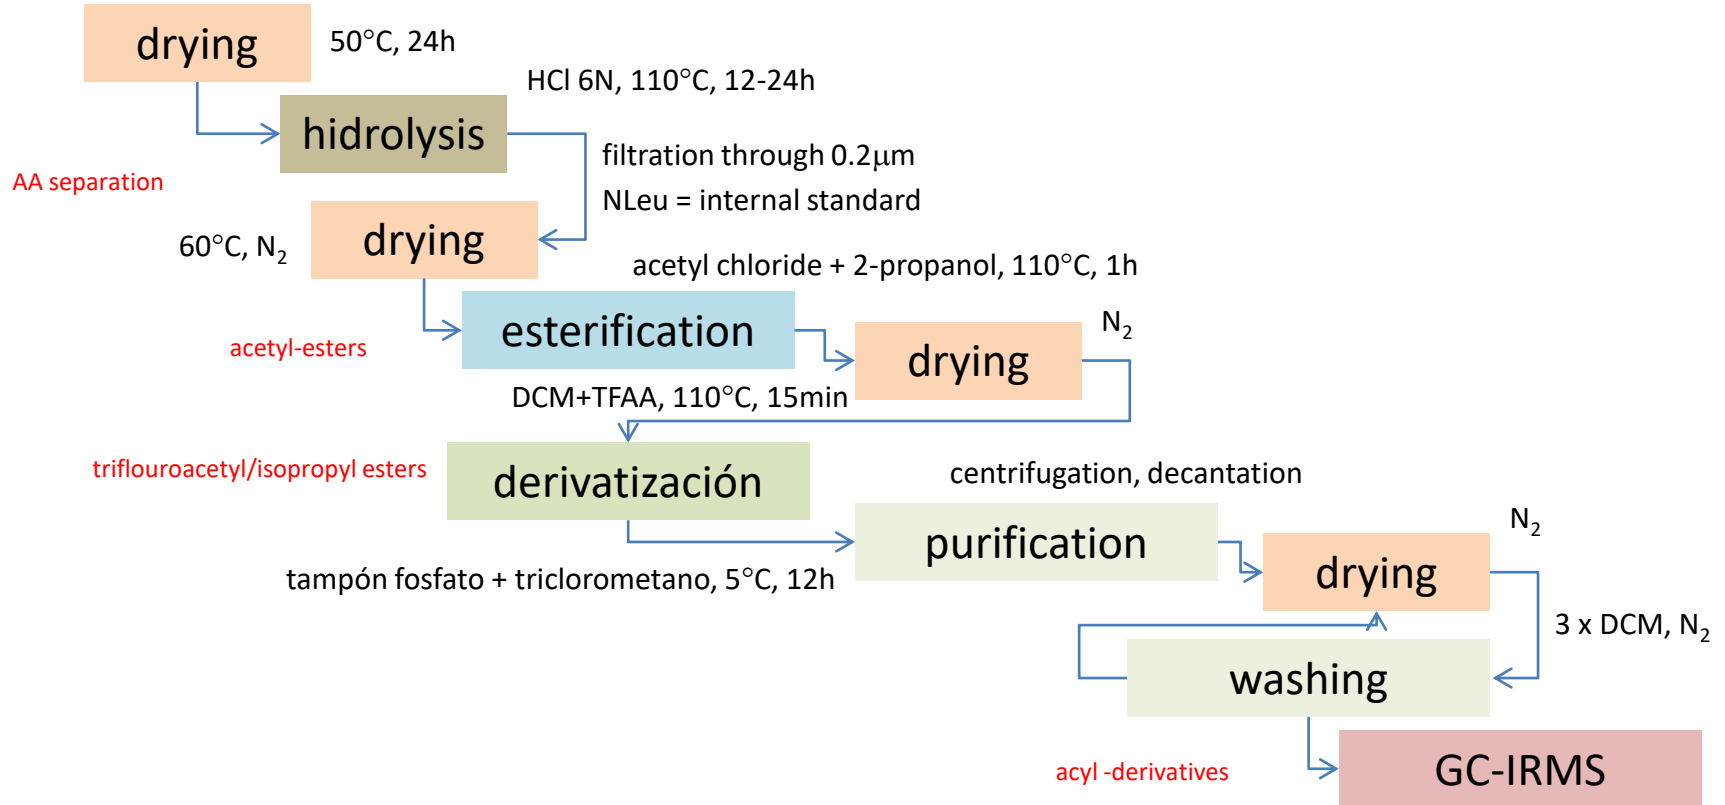 drying
50°C, 24h
HCl 6N, 110°C, 12-24h
hidrolysis
filtration through 0.2μm
AA separation
NLeu = internal standard
drying
60°C, N₂
acetyl chloride + 2-propanol, 110°C, 1h
esterification
N₂
acetyl-esters
drying
DCM+TFAA, 110°C, 15min
triflouroacetyl/isopropyl esters
derivatización
centrifugation, decantation
N₂
purification
tampón fosfato + triclorometano, 5°C, 12h
drying
3 x DCM, N₂
washing
acyl -derivatives
GC-IRMS